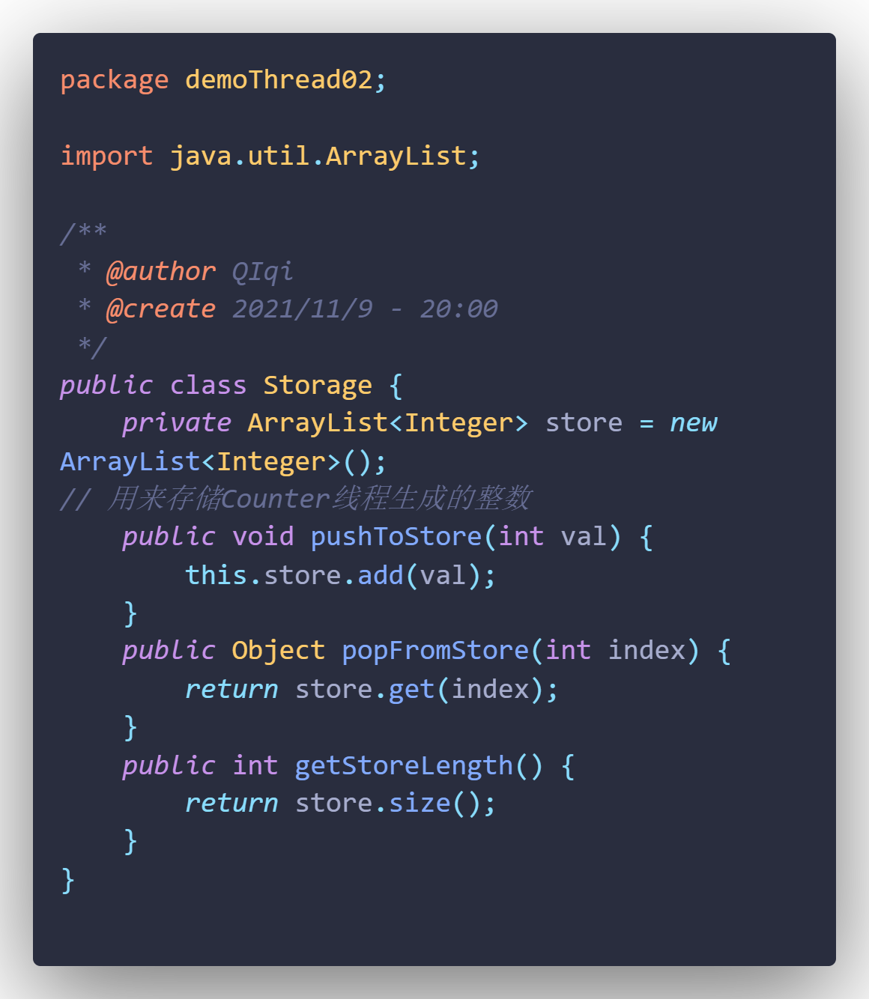 package demoThread02;
import java.util.ArrayList;
/**
 * @author QIqi
 * @create 2021/11/9 - 20:00
 */
public class Storage {
    private ArrayList<Integer> store = new
ArrayList<Integer>();
// 用来存储Counter线程生成的整数
    public void pushToStore(int val) {
        this.store.add(val);
    }
    public Object popFromStore(int index) {
        return store.get(index);
    }
    public int getStoreLength() {
        return store.size();
    }
}